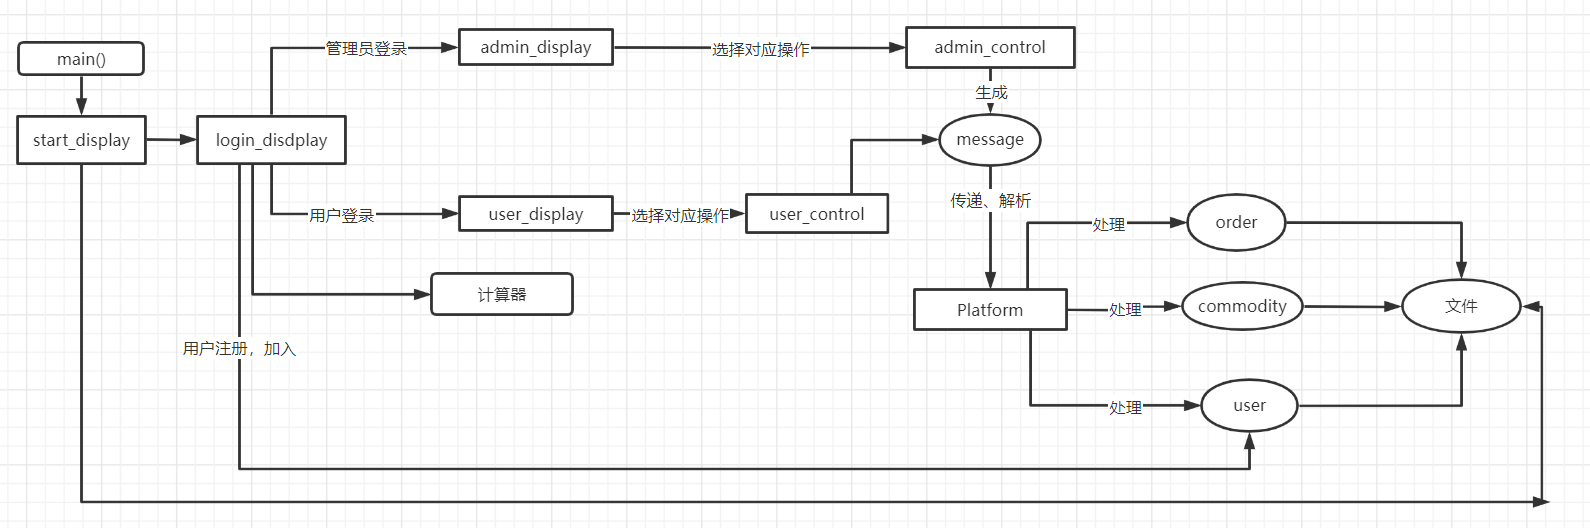 管理员登录
admin_display
选择对应操作
admin_control
main()
生成
start_display
login_disdplay
message
用户登录
user_display
选择对应操作
user_control
传递、解析
处理
order
计算器
Platform
处理
commodity
文件
用户注册，加入
处理
user